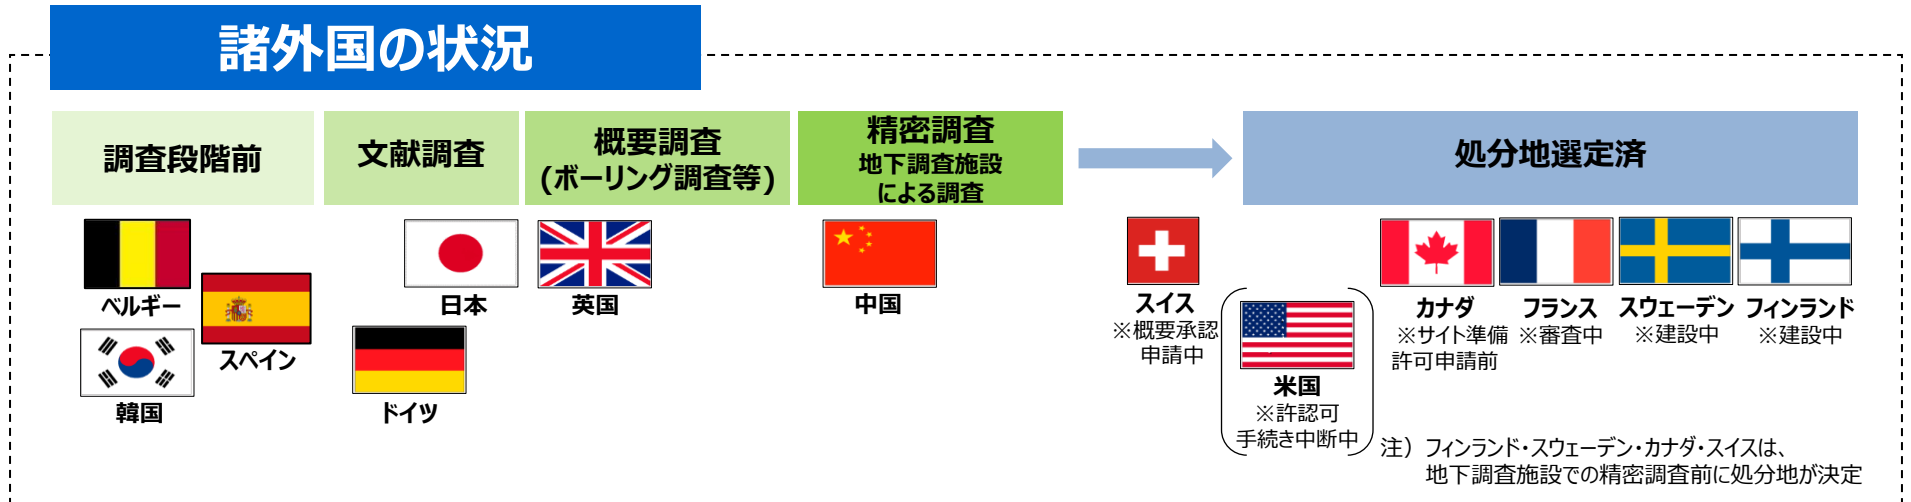 諸外国の状況
調査段階前
文献調査
概要調査
(ボーリング調査等)
精密調査
地下調査施設
による調査
処分地選定済
ベルギー
スペイン
韓国
日本
ドイツ
英国
中国
スイス
※概要承認
申請中
米国
※許認可
手続き中断中
カナダ
※サイト準備
許可申請前
フランス
※審査中
スウェーデン
※建設中
フィンランド
※建設中
注）フィンランド・スウェーデン・カナダ・スイスは、
地下調査施設での精密調査前に処分地が決定